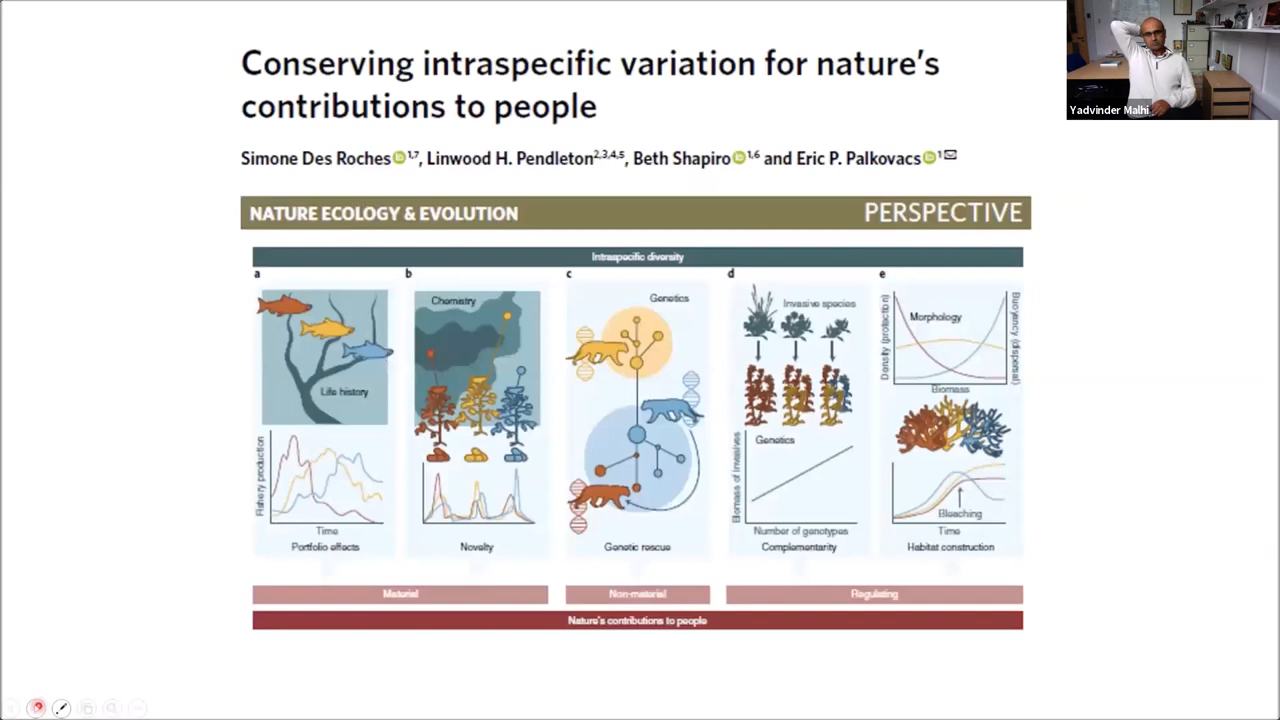 Conserving intraspecific variation for nature's
contributions to people
Simone Des Roches 1,7, Linwood H. Pendleton2,3,4,5, Beth Shapiro 1,6 and Eric P. Palkovacs 1
Yadvinder Malhi
NATURE ECOLOGY & EVOLUTION PERSPECTIVE
Intraspecific diversity
a
Life history
Fishery production
Time
Portfolio effects
b
Chemistry
Novelty
c
Genetics
Genetic rescue
d
Invasive species
Genetics
Biomass of invasives
Number of genotypes
Complementarity
e
Density (protection)
Buoyancy (dispersal)
Morphology
Biomass
Bleaching
Time
Habitat construction
Material
Non-material
Regulating
Nature's contributions to people